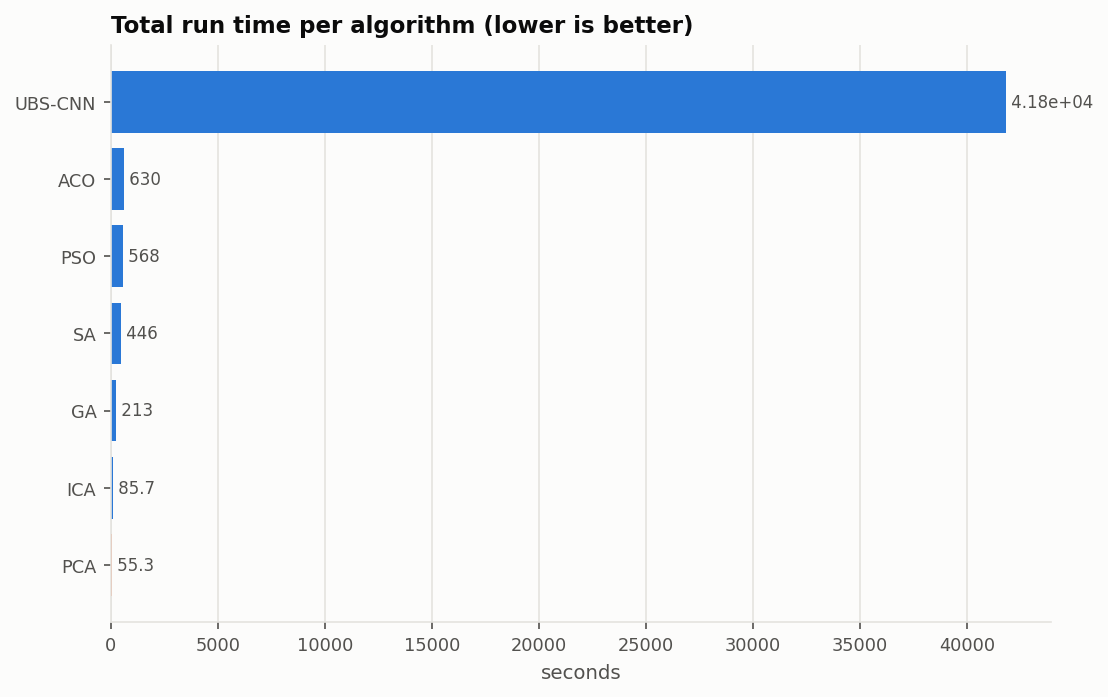 Total run time per algorithm (lower is better)
UBS-CNN 4.18e+04
ACO 630
PSO 568
SA 446
GA 213
ICA 85.7
PCA 55.3
0 5000 10000 15000 20000 25000 30000 35000 40000
seconds